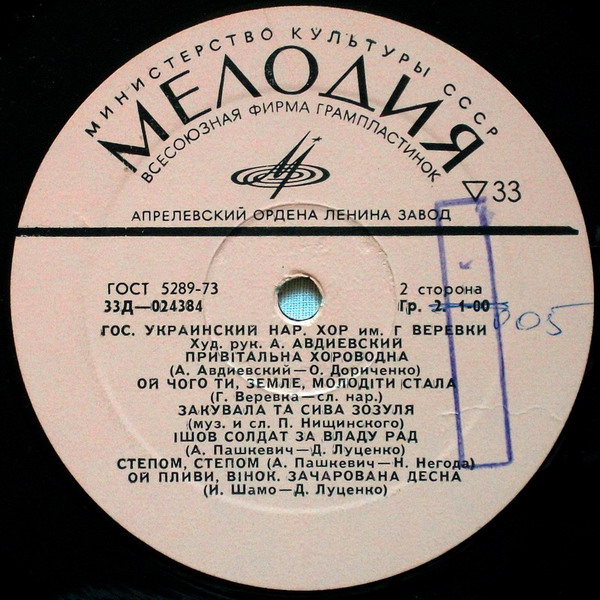 МИНИСТЕРСТВО КУЛЬТУРЫ СССР
МЕЛОДИЯ
ВСЕСОЮЗНАЯ ФИРМА ГРАМПЛАСТИНОК
▽33
АПРЕЛЕВСКИЙ ОРДЕНА ЛЕНИНА ЗАВОД
ГОСТ 5289-73 2 сторона
33Д—024384 Гр. 2. 1-00
005
ГОС. УКРАИНСКИЙ НАР. ХОР им. Г ВЕРЕВКИ
Худ. рук. А. АВДИЕВСКИЙ
ПРИВІТАЛЬНА ХОРОВОДНА
(А. Авдиевский—О. Дориченко)
ОЙ ЧОГО ТИ, ЗЕМЛЕ, МОЛОДІТИ СТАЛА
(Г. Веревка—сл. нар.)
ЗАКУВАЛА ТА СИВА ЗОЗУЛЯ
(муз. и сл. П. Нищинского)
ІШОВ СОЛДАТ ЗА ВЛАДУ РАД
(А. Пашкевич—Д. Луценко)
СТЕПОМ, СТЕПОМ (А. Пашкевич—Н. Негода)
ОЙ ПЛИВИ, ВІНОК. ЗАЧАРОВАНА ДЕСНА
(И. Шамо—Д. Луценко)